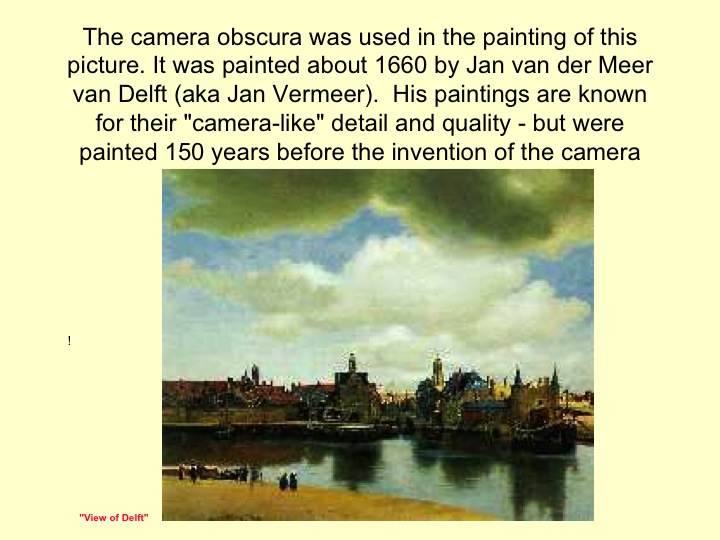 The camera obscura was used in the painting of this
picture. It was painted about 1660 by Jan van der Meer
van Delft (aka Jan Vermeer).  His paintings are known
for their "camera-like" detail and quality - but were
painted 150 years before the invention of the camera
!
"View of Delft"